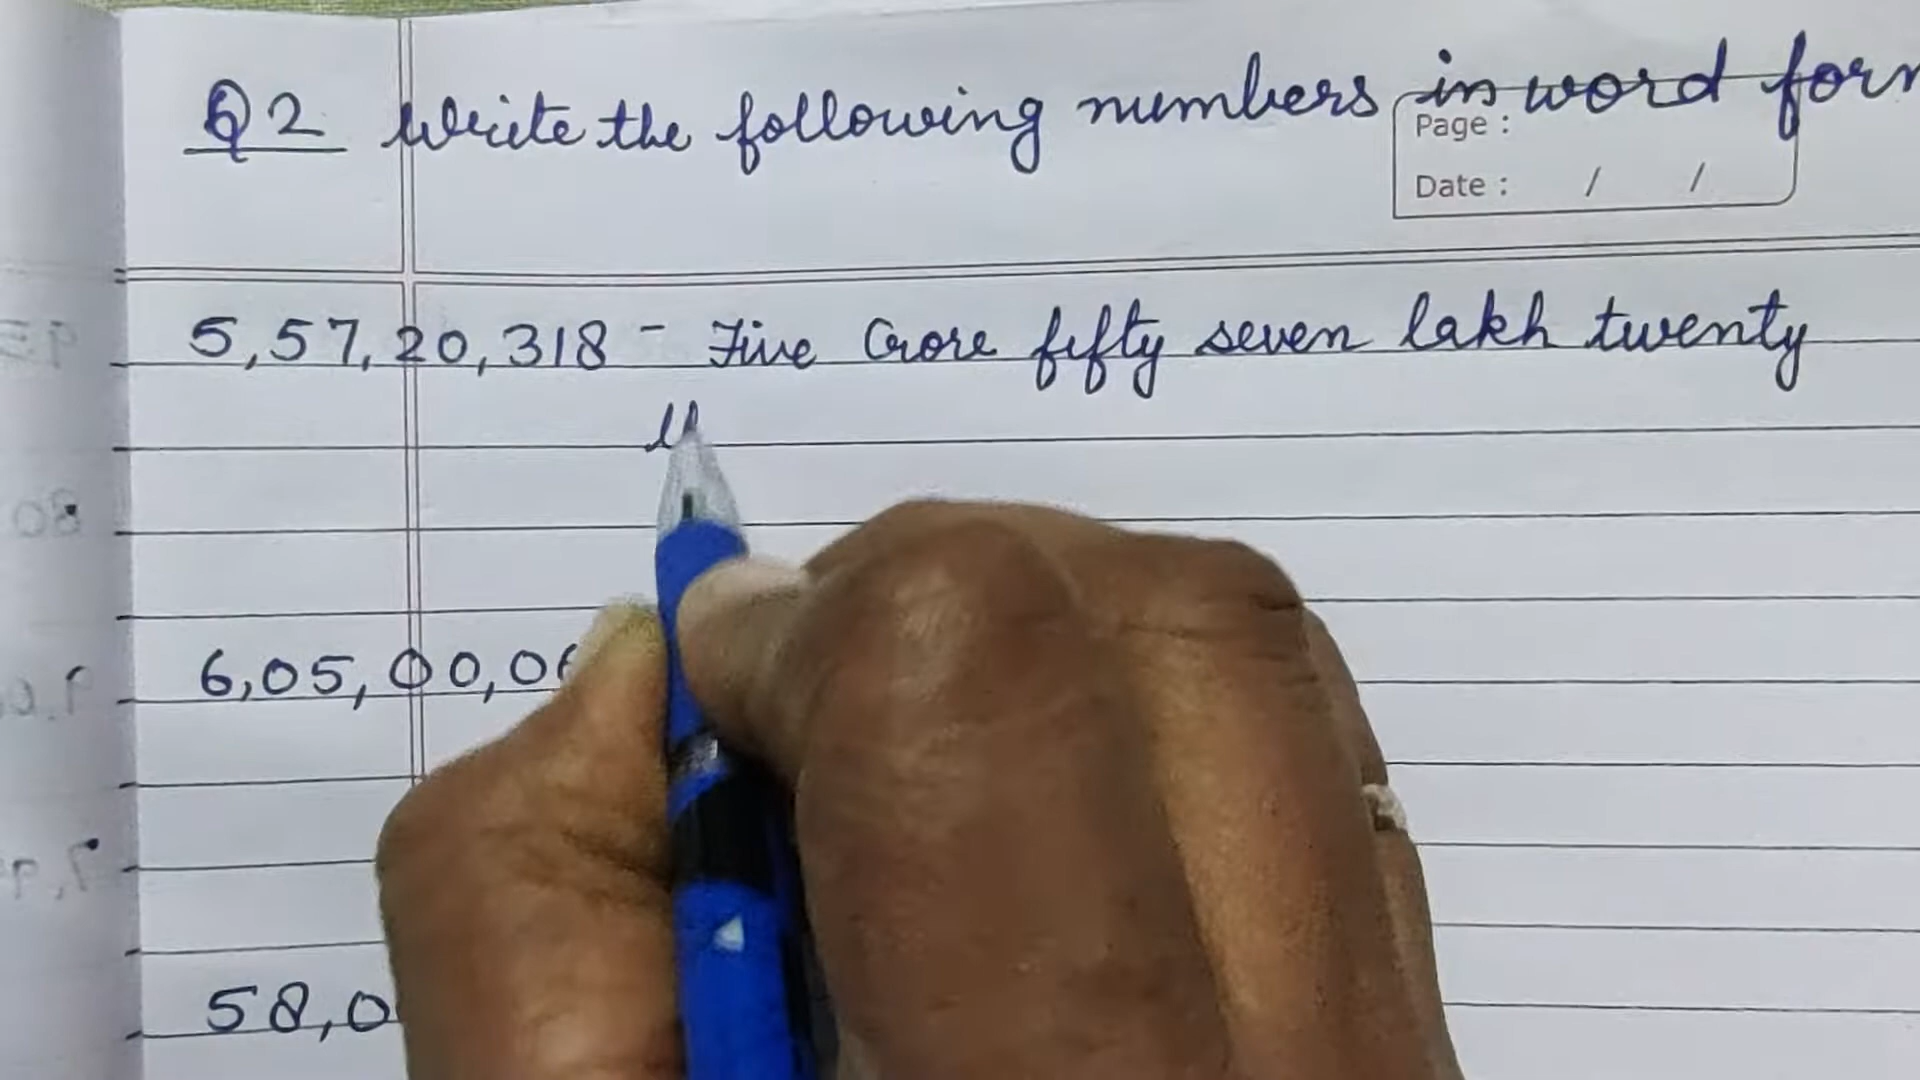 Q2 Write the following numbers in word form
Page :
Date : / /
5,57,20,318 - Five Crore fifty seven lakh twenty
6,05,00,06
58,0